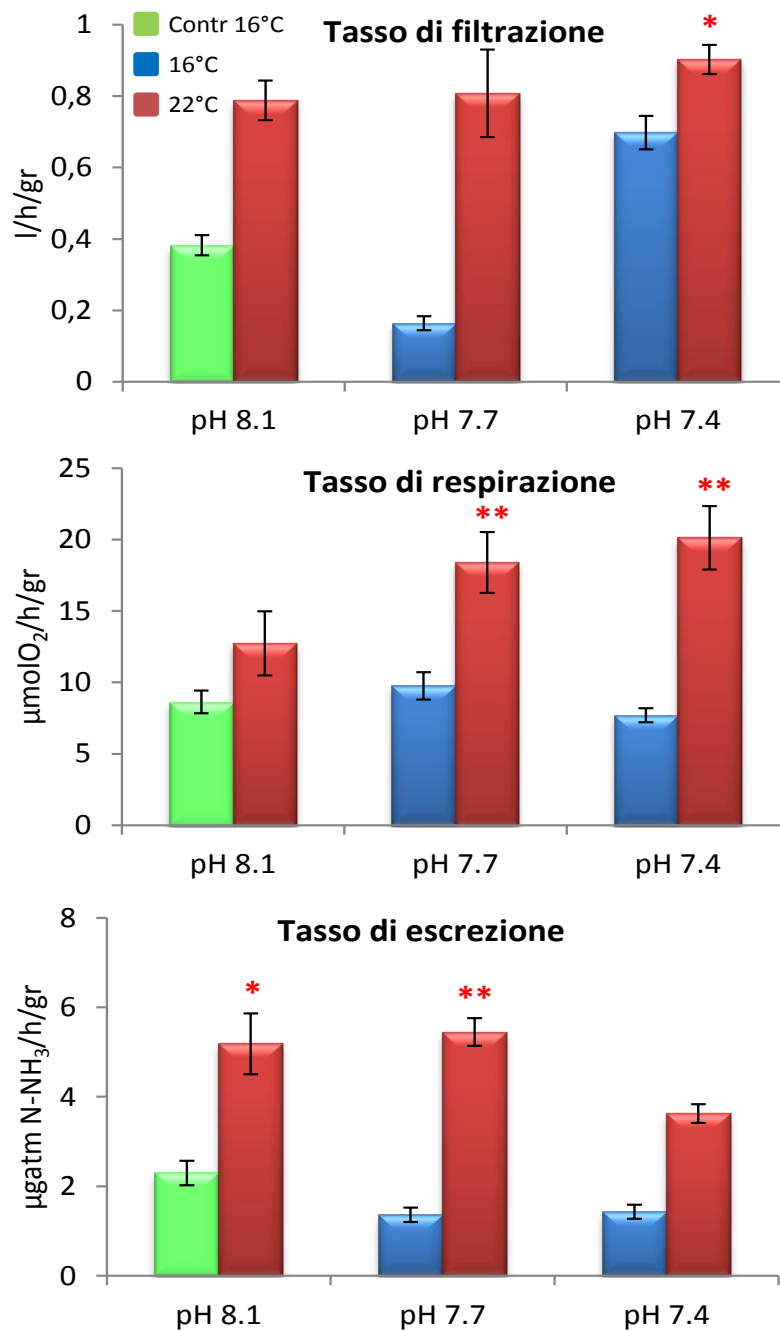 Contr 16°C
16°C
22°C
Tasso di filtrazione
*
l/h/gr
1
0,8
0,6
0,4
0,2
0
pH 8.1 pH 7.7 pH 7.4
Tasso di respirazione
** **
µmolO₂/h/gr
25
20
15
10
5
0
pH 8.1 pH 7.7 pH 7.4
Tasso di escrezione
* **
µgatm N-NH₃/h/gr
8
6
4
2
0
pH 8.1 pH 7.7 pH 7.4